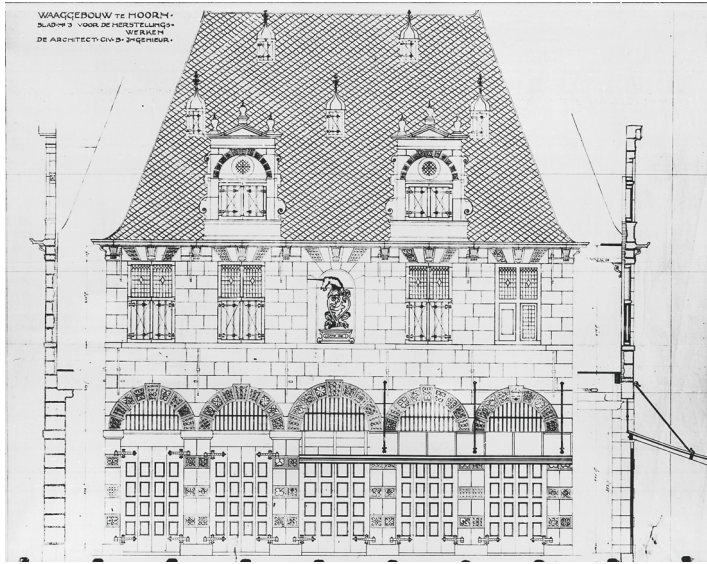 WAAGGEBOUW TE HOORN.
BLAD No 3 VOOR DE HERSTELLINGS=
WERKEN
DE ARCHITECT. CIV. B. INGENIEUR.